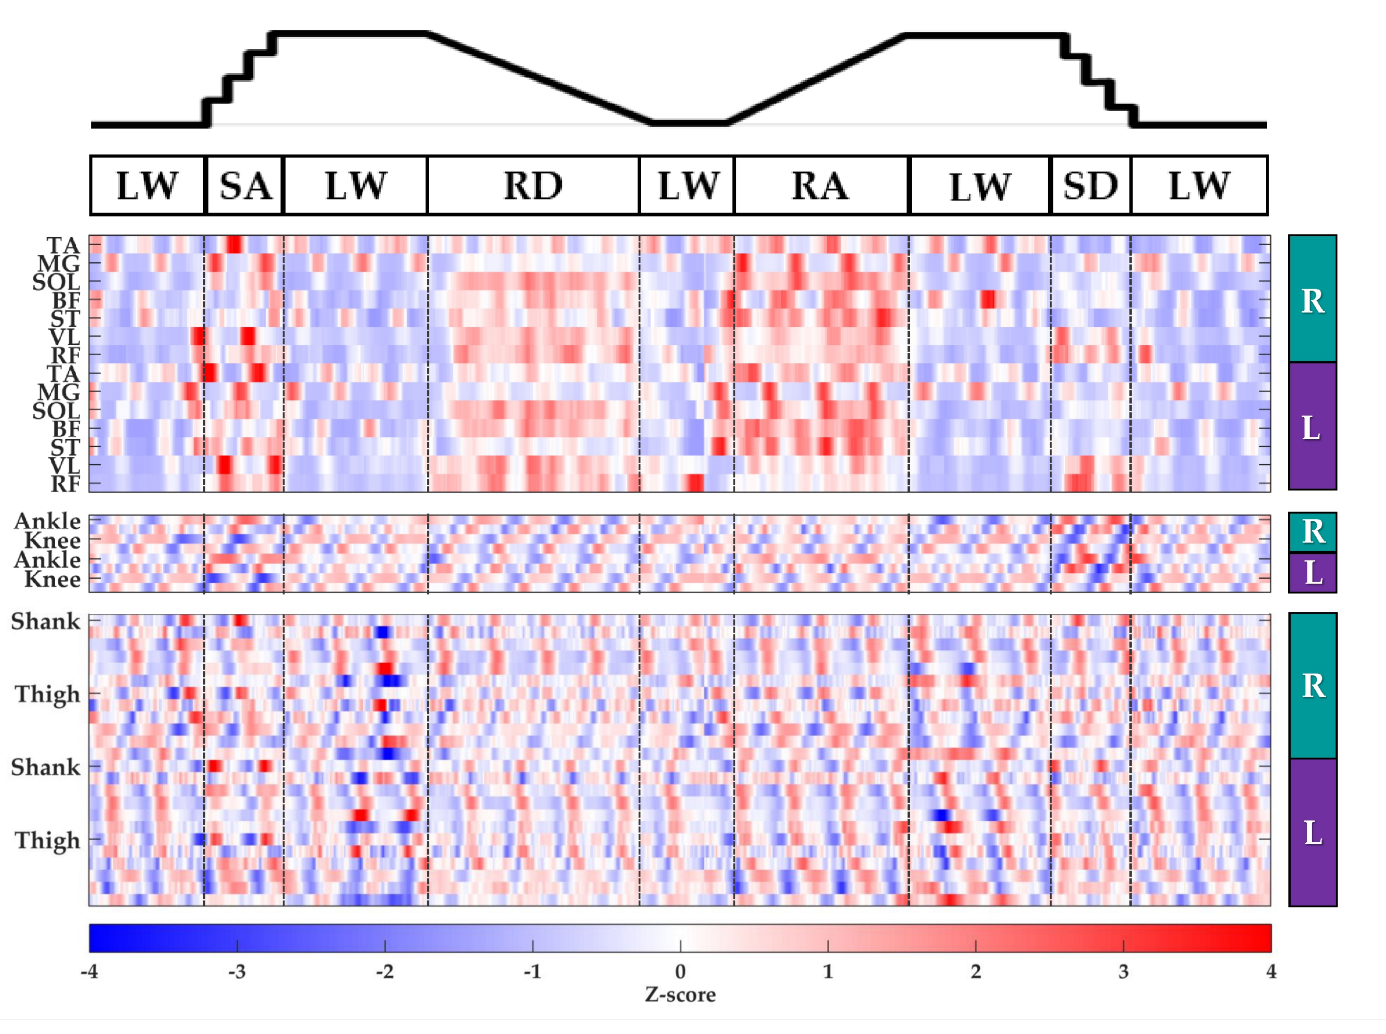 LW SA LW RD LW RA LW SD LW
TA
MG
SOL
BF
ST
VL
RF
R
TA
MG
SOL
BF
ST
VL
RF
L
Ankle
Knee
R
Ankle
Knee
L
Shank
Thigh
R
Shank
Thigh
L
-4 -3 -2 -1 0 1 2 3 4
Z-score